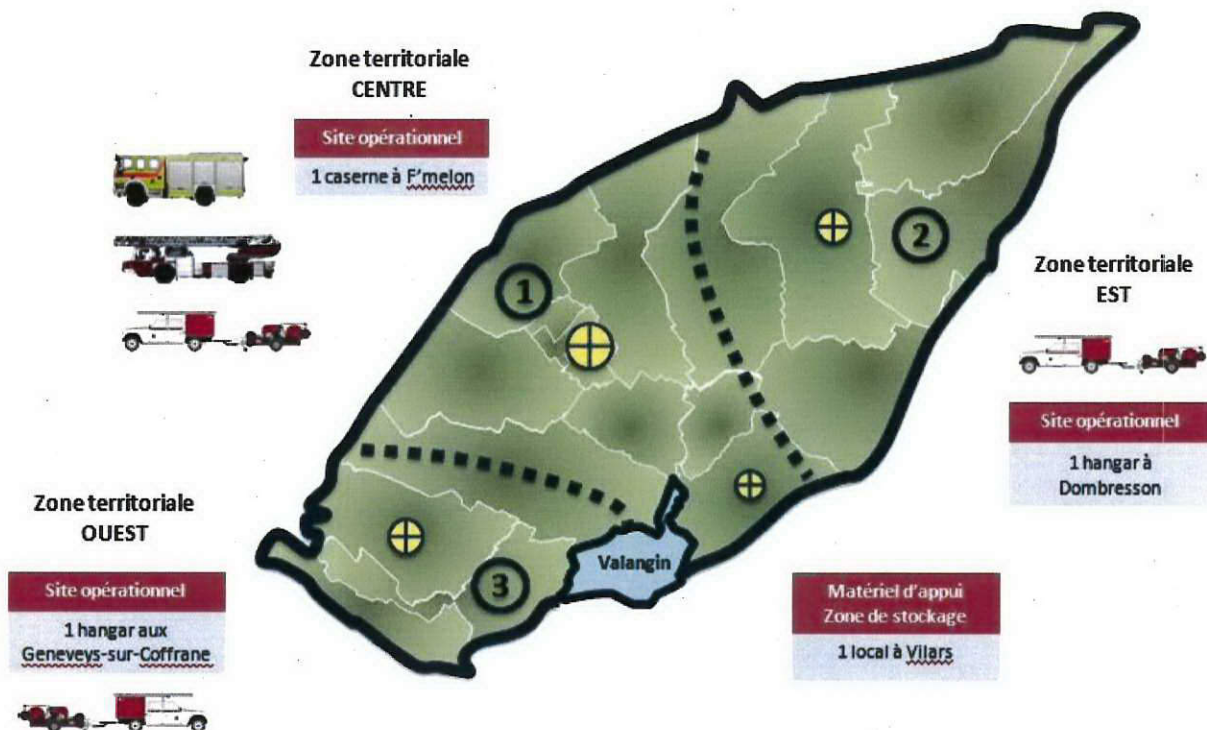 Zone territoriale
CENTRE
Site opérationnel
1 caserne à F'melon
1
2
3
Valangin
Zone territoriale
EST
Site opérationnel
1 hangar à
Dombresson
Zone territoriale
OUEST
Site opérationnel
1 hangar aux
Geneveys-sur-Coffrane
Matériel d'appui
Zone de stockage
1 local à Vilars